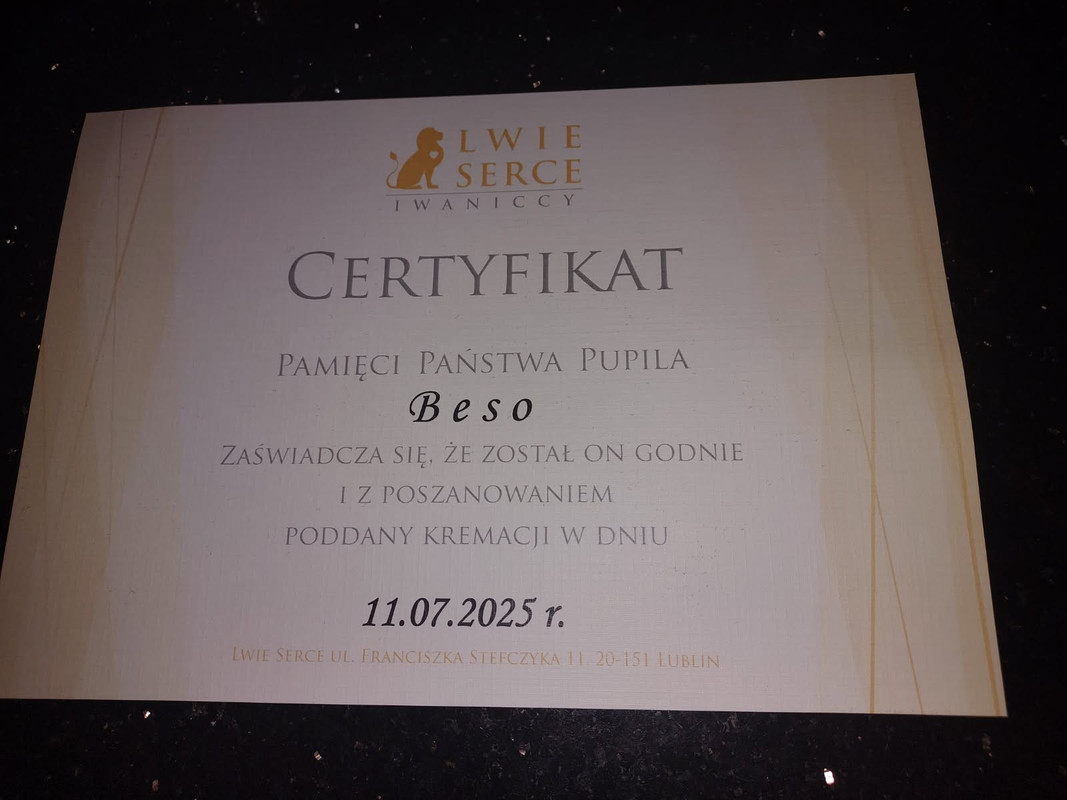 LWIE
SERCE
IWANICCY
CERTYFIKAT
PAMIĘCI PAŃSTWA PUPILA
Beso
ZAŚWIADCZA SIĘ, ŻE ZOSTAŁ ON GODNIE
I Z POSZANOWANIEM
PODDANY KREMACJI W DNIU
11.07.2025 r.
LWIE SERCE UL. FRANCISZKA STEFCZYKA 11, 20-151 LUBLIN